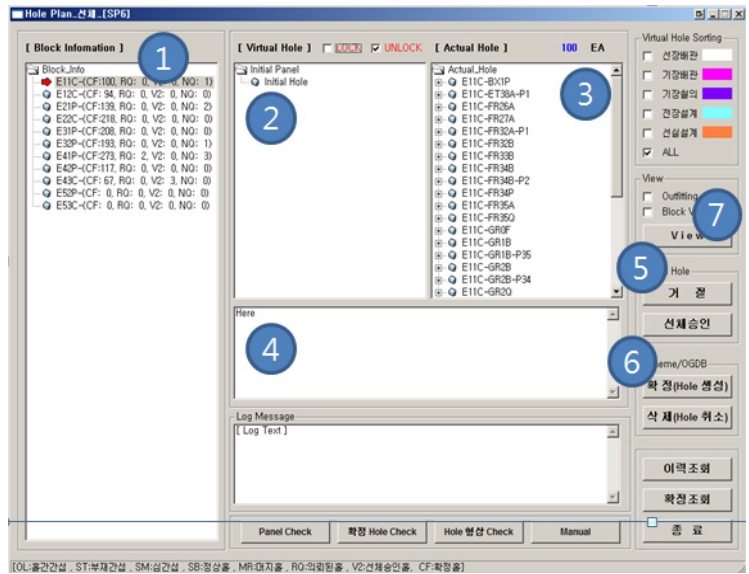 Hole Plan_선체_[SP6]
[ Block Infomation ]
1
Block_Info
E11C-(CF:100, RQ: 0, V2: 0, NQ: 1)
E12C-(CF: 94, RQ: 0, V2: 0, NQ: 0)
E21P-(CF:139, RQ: 0, V2: 0, NQ: 2)
E22C-(CF:218, RQ: 0, V2: 0, NQ: 0)
E31P-(CF:208, RQ: 0, V2: 0, NQ: 0)
E32P-(CF:193, RQ: 0, V2: 0, NQ: 1)
E41P-(CF:273, RQ: 2, V2: 0, NQ: 3)
E42P-(CF:117, RQ: 0, V2: 0, NQ: 0)
E43C-(CF: 67, RQ: 0, V2: 3, NQ: 0)
E52P-(CF: 0, RQ: 0, V2: 0, NQ: 0)
E53C-(CF: 0, RQ: 0, V2: 0, NQ: 0)
[ Virtual Hole ] LOCK UNLOCK
Initial Panel
Initial Hole
2
[ Actual Hole ] 100 EA
Actual_Hole
E11C-BX1P
E11C-ET38A-P1
E11C-FR26A
E11C-FR27A
E11C-FR32A-P1
E11C-FR32B
E11C-FR33B
E11C-FR34B
E11C-FR34B-P2
E11C-FR34P
E11C-FR35A
E11C-FR35Q
E11C-GR0F
E11C-GR1B
E11C-GR1B-P35
E11C-GR2B
E11C-GR2B-P34
E11C-GR2Q
3
Here
4
Log Message
[ Log Text ]
Panel Check 확정 Hole Check Hole 형상 Check Manual
Virtual Hole Sorting
선장배관
기장배관
기장철의
전장설계
선실설계
ALL
View
Outfitting
Block V
7
View
5
Hole
거 절
선체승인
6
eme/OGDB
확 정(Hole 생성)
삭 제(Hole 취소)
이력조회
확정조회
종 료
[OL:홀간간섭 , ST:부재간섭 , SM:심간섭 , SB:정상홀 , MR:마지홀 , RQ:의뢰된홀 , V2:선체승인홀, CF:확정홀]